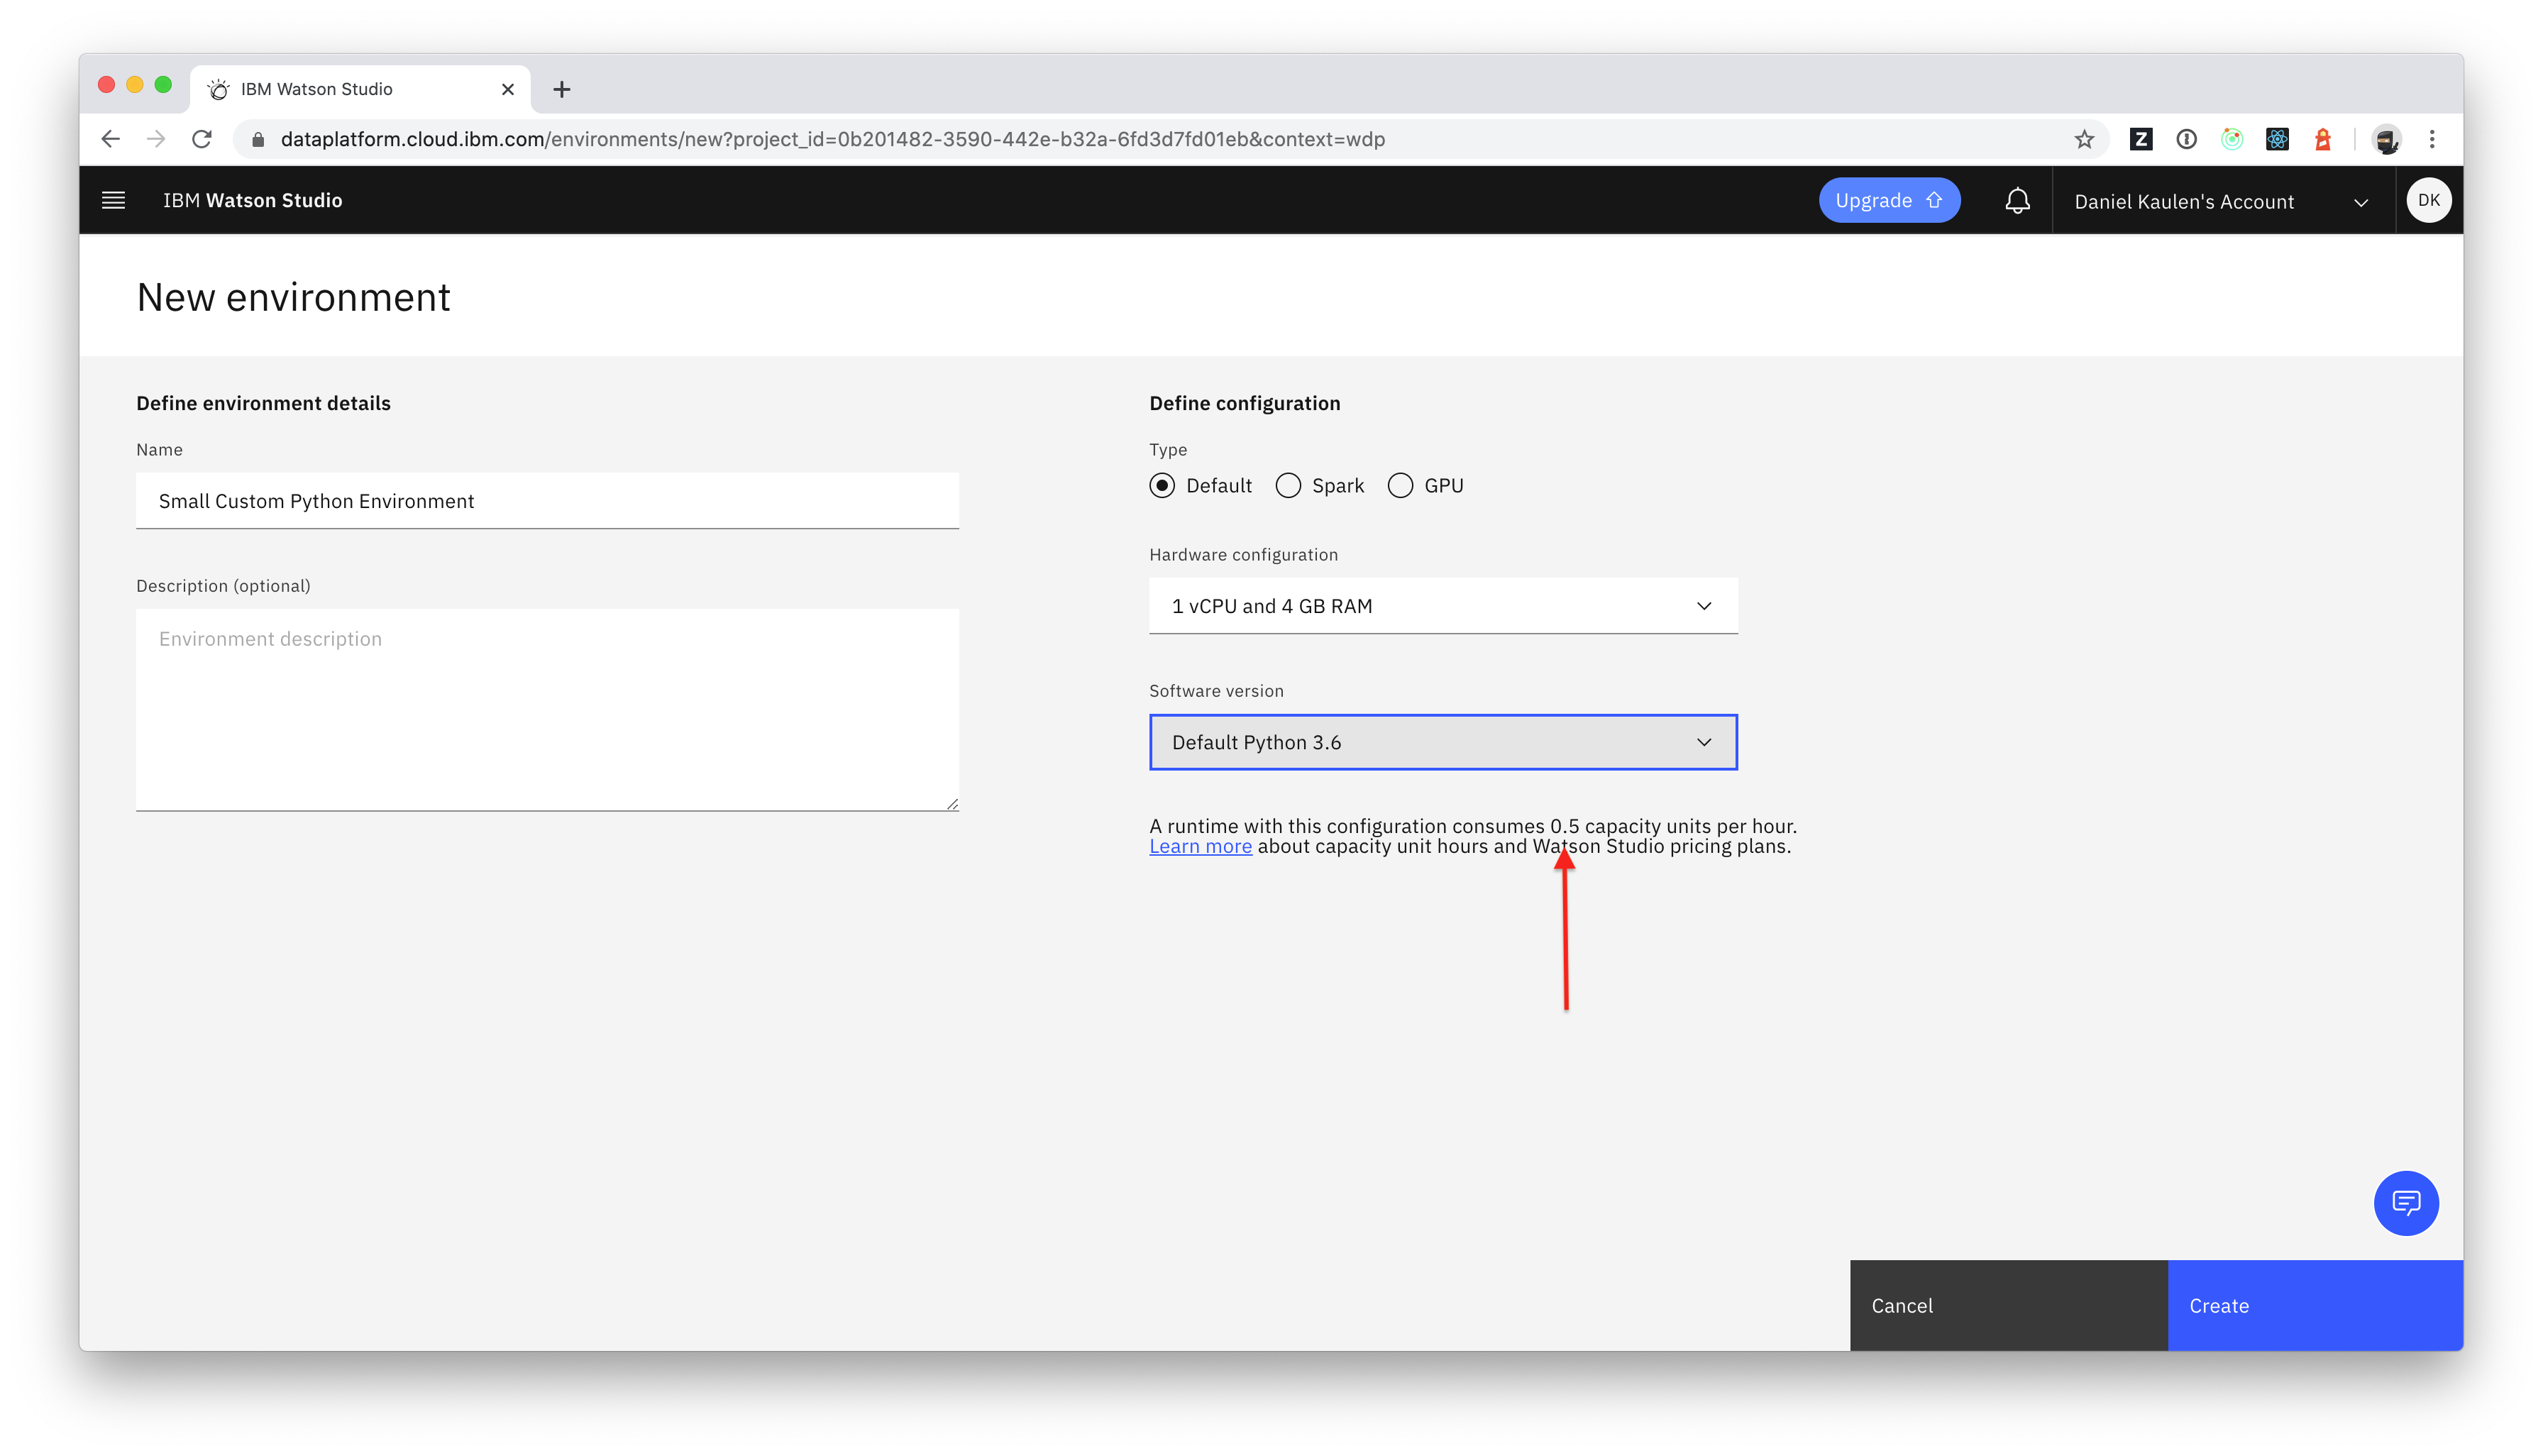 IBM Watson Studio
dataplatform.cloud.ibm.com/environments/new?project_id=0b201482-3590-442e-b32a-6fd3d7fd01eb&context=wdp
Z
IBM Watson Studio
Upgrade
Daniel Kaulen's Account
DK
New environment
Define environment details
Name
Small Custom Python Environment
Description (optional)
Environment description
Define configuration
Type
Default Spark GPU
Hardware configuration
1 vCPU and 4 GB RAM
Software version
Default Python 3.6
A runtime with this configuration consumes 0.5 capacity units per hour.
Learn more about capacity unit hours and Watson Studio pricing plans.
Cancel
Create